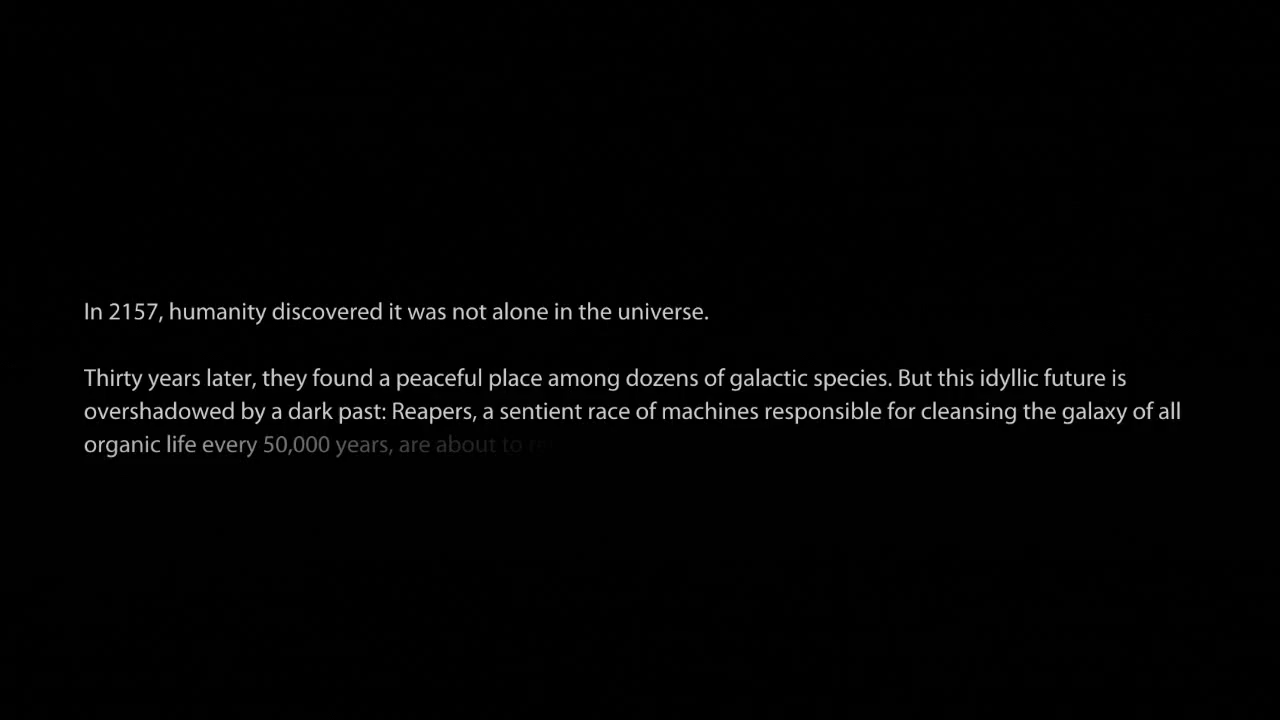 In 2157, humanity discovered it was not alone in the universe.
Thirty years later, they found a peaceful place among dozens of galactic species. But this idyllic future is
overshadowed by a dark past: Reapers, a sentient race of machines responsible for cleansing the galaxy of all
organic life every 50,000 years, are about to